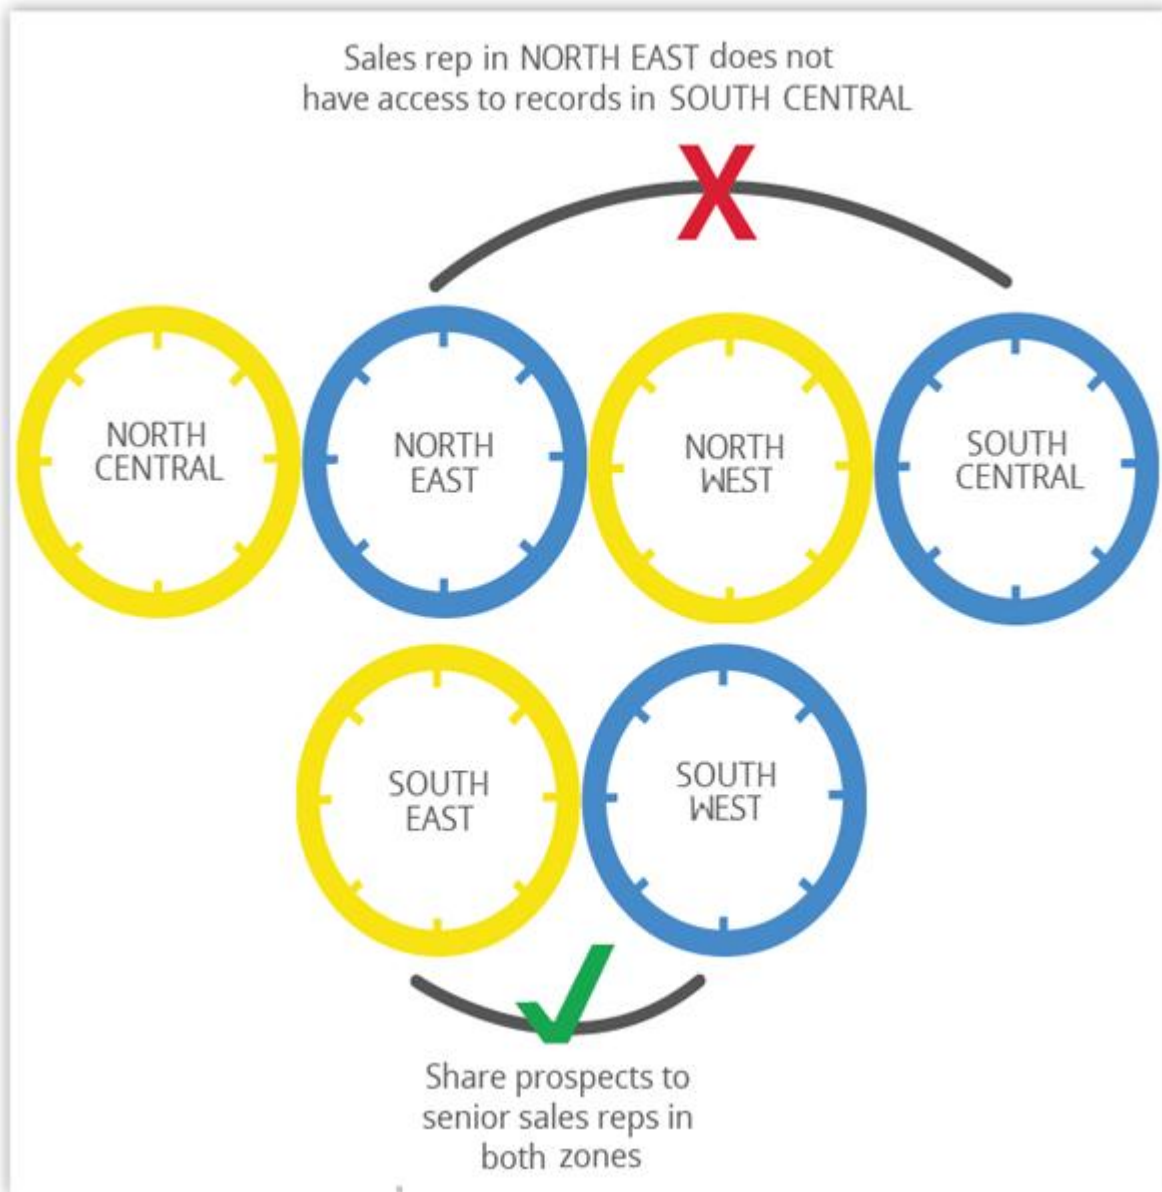 Sales rep in NORTH EAST does not
have access to records in SOUTH CENTRAL
NORTH
CENTRAL
NORTH
EAST
NORTH
WEST
SOUTH
CENTRAL
SOUTH
EAST
SOUTH
WEST
Share prospects to
senior sales reps in
both zones